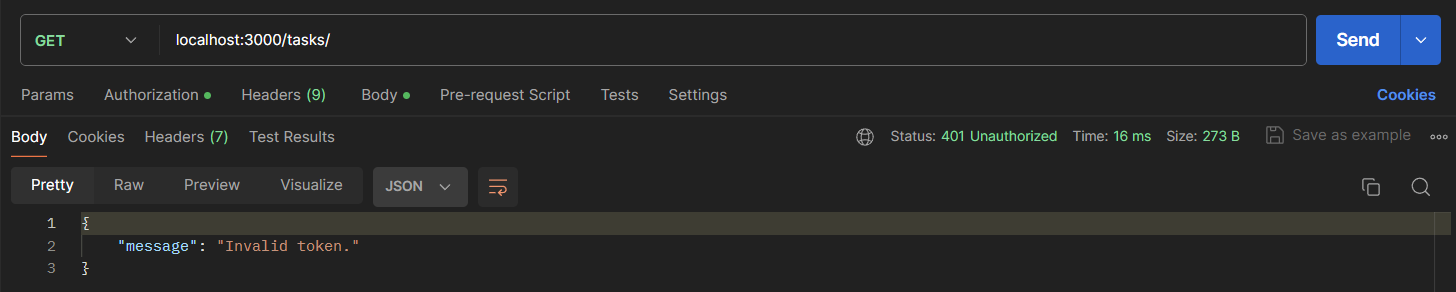 GET localhost:3000/tasks/ Send
Params Authorization Headers (9) Body Pre-request Script Tests Settings Cookies
Body Cookies Headers (7) Test Results Status: 401 Unauthorized Time: 16 ms Size: 273 B Save as example
Pretty Raw Preview Visualize JSON
1 {
2 "message": "Invalid token."
3 }